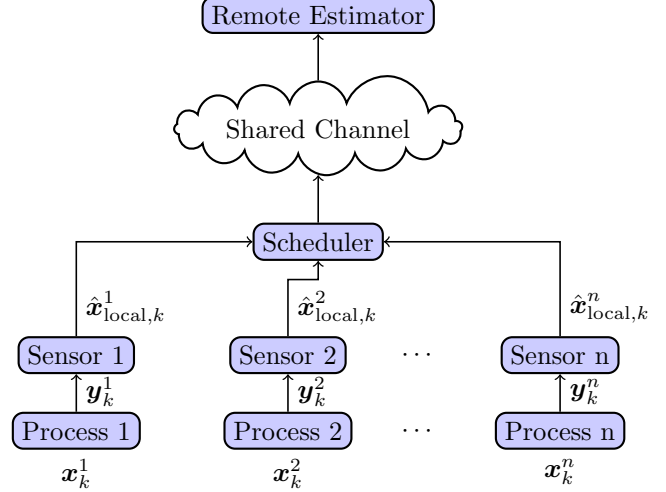 Remote Estimator
Shared Channel
Scheduler
x̂¹local,k x̂²local,k x̂ⁿlocal,k
Sensor 1 Sensor 2 ⋯ Sensor n
y¹k y²k yⁿk
Process 1 Process 2 ⋯ Process n
x¹k x²k xⁿk